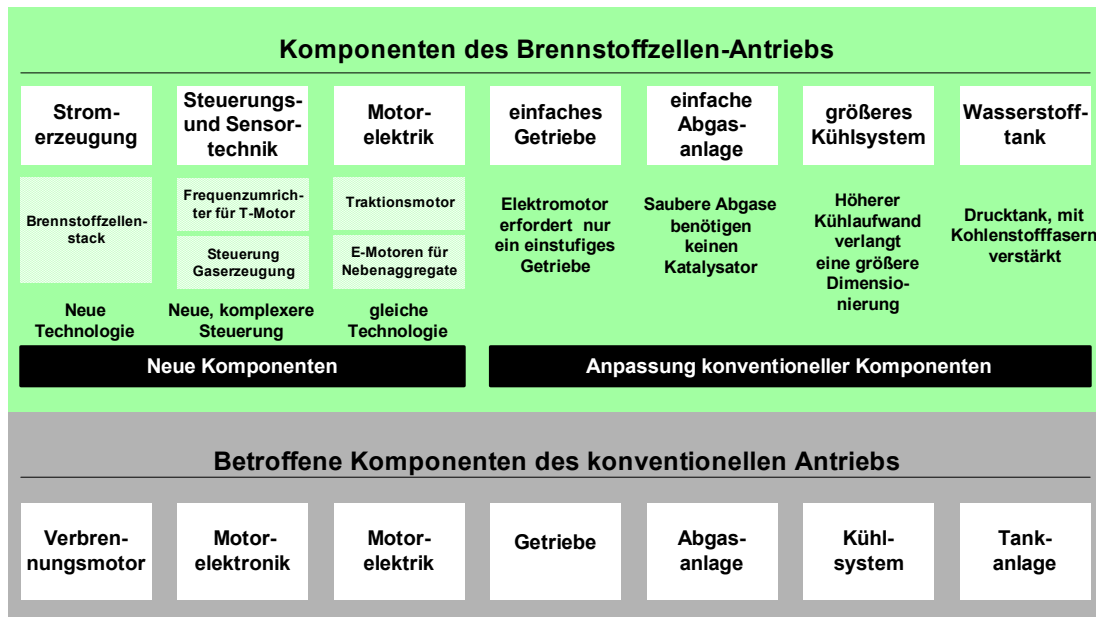 Komponenten des Brennstoffzellen-Antriebs
Strom-
erzeugung
Steuerungs-
und Sensor-
technik
Motor-
elektrik
einfaches
Getriebe
einfache
Abgas-
anlage
größeres
Kühlsystem
Wasserstoff-
tank
Brennstoffzellen-
stack
Frequenzumrich-
ter für T-Motor
Steuerung
Gaserzeugung
Traktionsmotor
E-Motoren für
Nebenaggregate
Elektromotor
erfordert nur
ein einstufiges
Getriebe
Saubere Abgase
benötigen
keinen
Katalysator
Höherer
Kühlaufwand
verlangt
eine größere
Dimensio-
nierung
Drucktank, mit
Kohlenstofffasern
verstärkt
Neue
Technologie
Neue, komplexere
Steuerung
gleiche
Technologie
Neue Komponenten
Anpassung konventioneller Komponenten
Betroffene Komponenten des konventionellen Antriebs
Verbren-
nungsmotor
Motor-
elektronik
Motor-
elektrik
Getriebe
Abgas-
anlage
Kühl-
system
Tank-
anlage